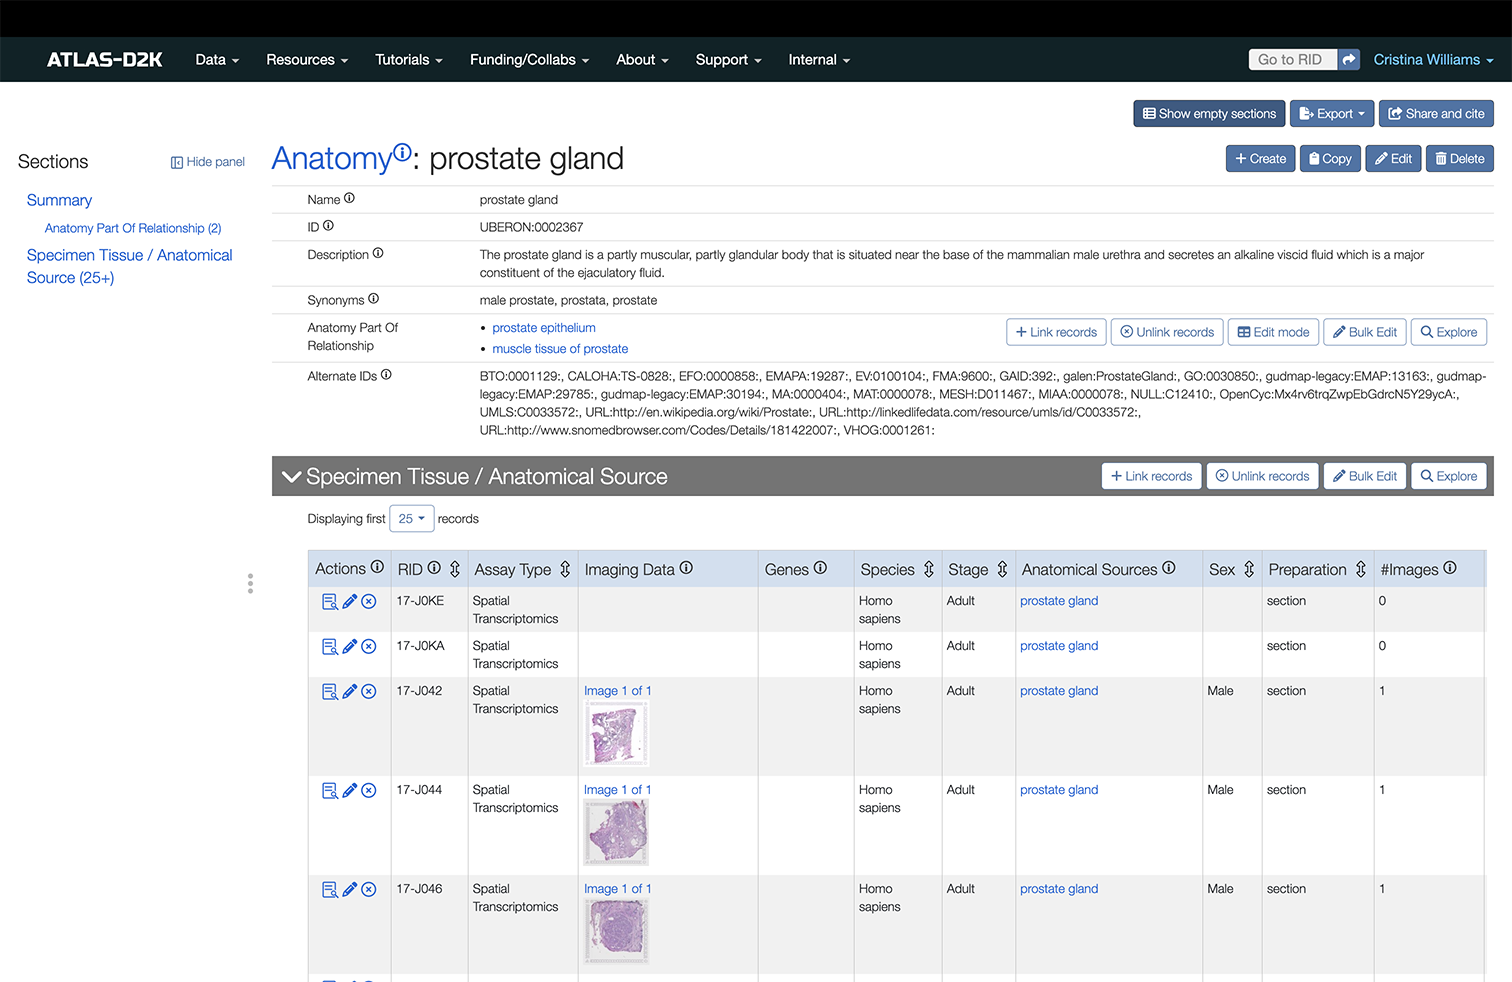 ATLAS-D2K Data Resources Tutorials Funding/Collabs About Support Internal Go to RID Cristina Williams
Show empty sections Export Share and cite
Sections Hide panel
Summary
Anatomy Part Of Relationship (2)
Specimen Tissue / Anatomical
Source (25+)
Anatomy: prostate gland
Create Copy Edit Delete
Name prostate gland
ID UBERON:0002367
Description The prostate gland is a partly muscular, partly glandular body that is situated near the base of the mammalian male urethra and secretes an alkaline viscid fluid which is a major
constituent of the ejaculatory fluid.
Synonyms male prostate, prostata, prostate
Anatomy Part Of
Relationship
• prostate epithelium
• muscle tissue of prostate
Link records Unlink records Edit mode Bulk Edit Explore
Alternate IDs BTO:0001129:, CALOHA:TS-0828:, EFO:0000858:, EMAPA:19287:, EV:0100104:, FMA:9600:, GAID:392:, galen:ProstateGland:, GO:0030850:, gudmap-legacy:EMAP:13163:, gudmap-
legacy:EMAP:29785:, gudmap-legacy:EMAP:30194:, MA:0000404:, MAT:0000078:, MESH:D011467:, MIAA:0000078:, NULL:C12410:, OpenCyc:Mx4rv6trqZwpEbGdrcN5Y29ycA:,
UMLS:C0033572:, URL:http://en.wikipedia.org/wiki/Prostate:, URL:http://linkedlifedata.com/resource/umls/id/C0033572:,
URL:http://www.snomedbrowser.com/Codes/Details/181422007:, VHOG:0001261:
Specimen Tissue / Anatomical Source Link records Unlink records Bulk Edit Explore
Displaying first 25 records
Actions RID Assay Type Imaging Data Genes Species Stage Anatomical Sources Sex Preparation #Images
17-J0KE Spatial Homo Adult prostate gland section 0
Transcriptomics sapiens
17-J0KA Spatial Homo Adult prostate gland section 0
Transcriptomics sapiens
17-J042 Spatial Image 1 of 1 Homo Adult prostate gland Male section 1
Transcriptomics sapiens
17-J044 Spatial Image 1 of 1 Homo Adult prostate gland Male section 1
Transcriptomics sapiens
17-J046 Spatial Image 1 of 1 Homo Adult prostate gland Male section 1
Transcriptomics sapiens